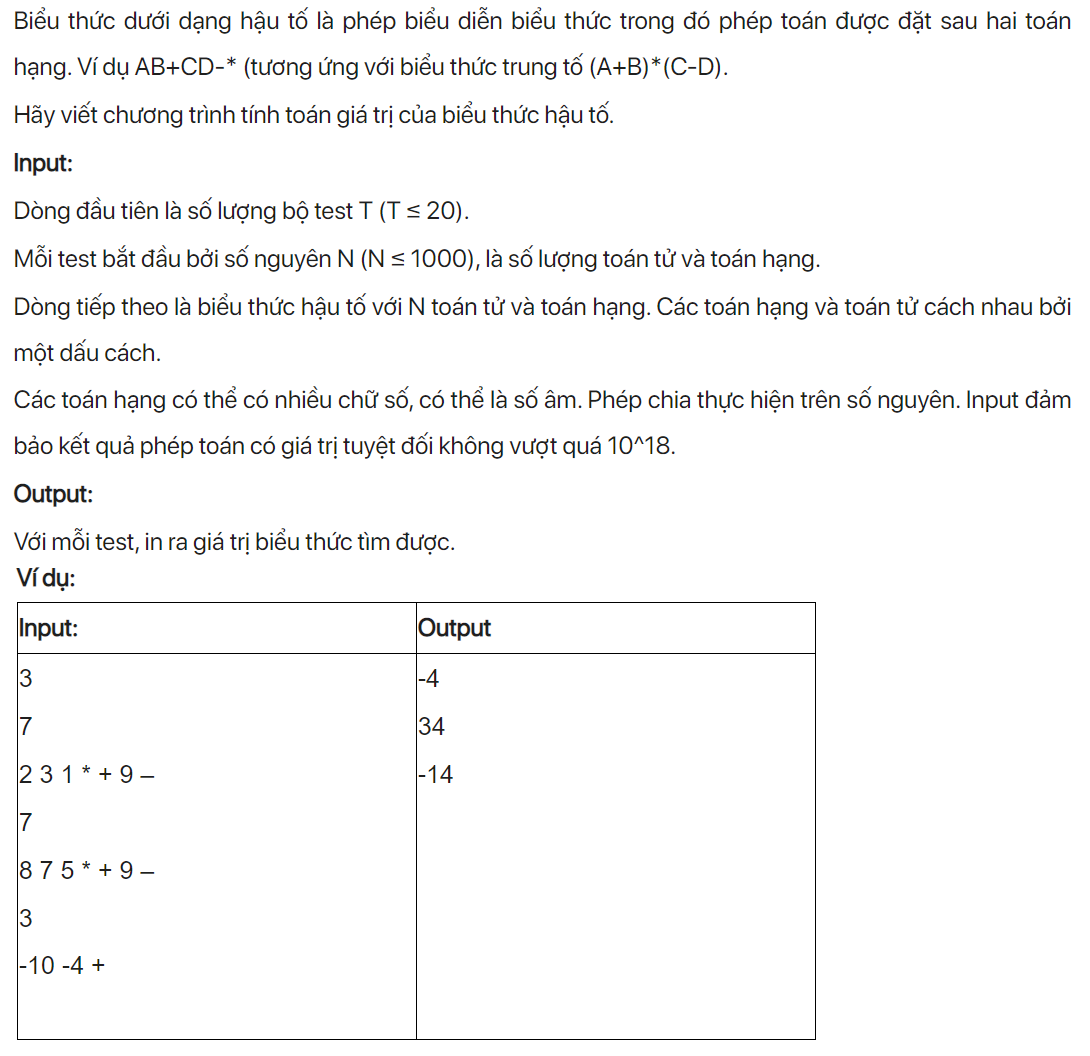 Biểu thức dưới dạng hậu tố là phép biểu diễn biểu thức trong đó phép toán được đặt sau hai toán
hạng. Ví dụ AB+CD-* (tương ứng với biểu thức trung tố (A+B)*(C-D).
Hãy viết chương trình tính toán giá trị của biểu thức hậu tố.
Input:
Dòng đầu tiên là số lượng bộ test T (T ≤ 20).
Mỗi test bắt đầu bởi số nguyên N (N ≤ 1000), là số lượng toán tử và toán hạng.
Dòng tiếp theo là biểu thức hậu tố với N toán tử và toán hạng. Các toán hạng và toán tử cách nhau bởi
một dấu cách.
Các toán hạng có thể có nhiều chữ số, có thể là số âm. Phép chia thực hiện trên số nguyên. Input đảm
bảo kết quả phép toán có giá trị tuyệt đối không vượt quá 10^18.
Output:
Với mỗi test, in ra giá trị biểu thức tìm được.
Ví dụ:
Input: Output
3 -4
7 34
2 3 1 * + 9 – -14
7
8 7 5 * + 9 –
3
-10 -4 +